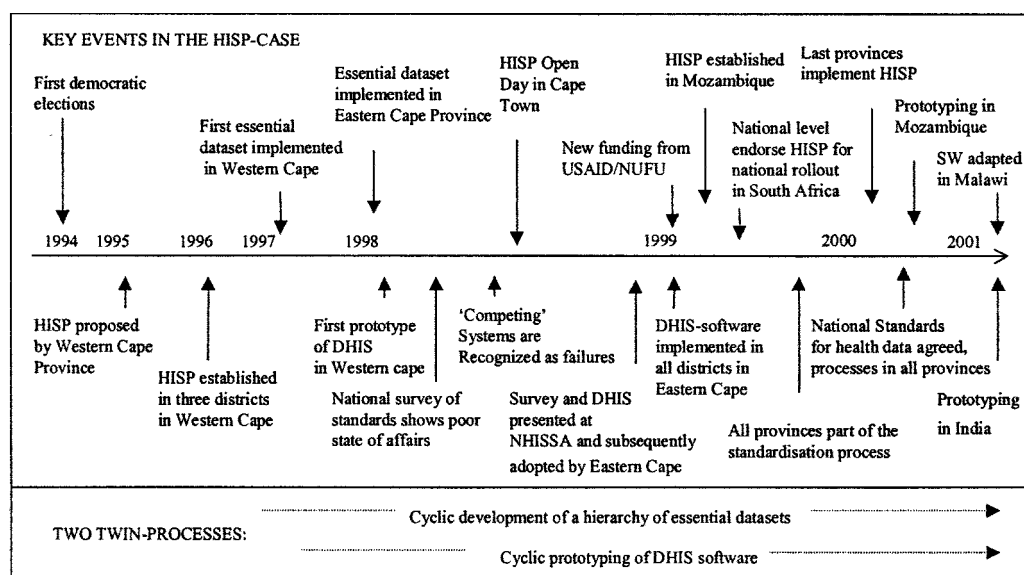 KEY EVENTS IN THE HISP-CASE
First democratic
elections
First essential
dataset implemented
in Western Cape
Essential dataset
implemented in
Eastern Cape Province
HISP Open
Day in Cape
Town
New funding from
USAID/NUFU
HISP established
in Mozambique
National level
endorse HISP for
national rollout
in South Africa
Last provinces
implement HISP
Prototyping in
Mozambique
SW adapted
in Malawi
1994 1995 1996 1997 1998 1999 2000 2001
HISP proposed
by Western Cape
Province
HISP established
in three districts
in Western Cape
First prototype
of DHIS
in Western cape
National survey of
standards shows poor
state of affairs
'Competing'
Systems are
Recognized as failures
Survey and DHIS
presented at
NHISSA and subsequently
adopted by Eastern Cape
DHIS-software
implemented in
all districts in
Eastern Cape
All provinces part of the
standardisation process
National Standards
for health data agreed,
processes in all provinces
Prototyping
in India
TWO TWIN-PROCESSES:
Cyclic development of a hierarchy of essential datasets
Cyclic prototyping of DHIS software